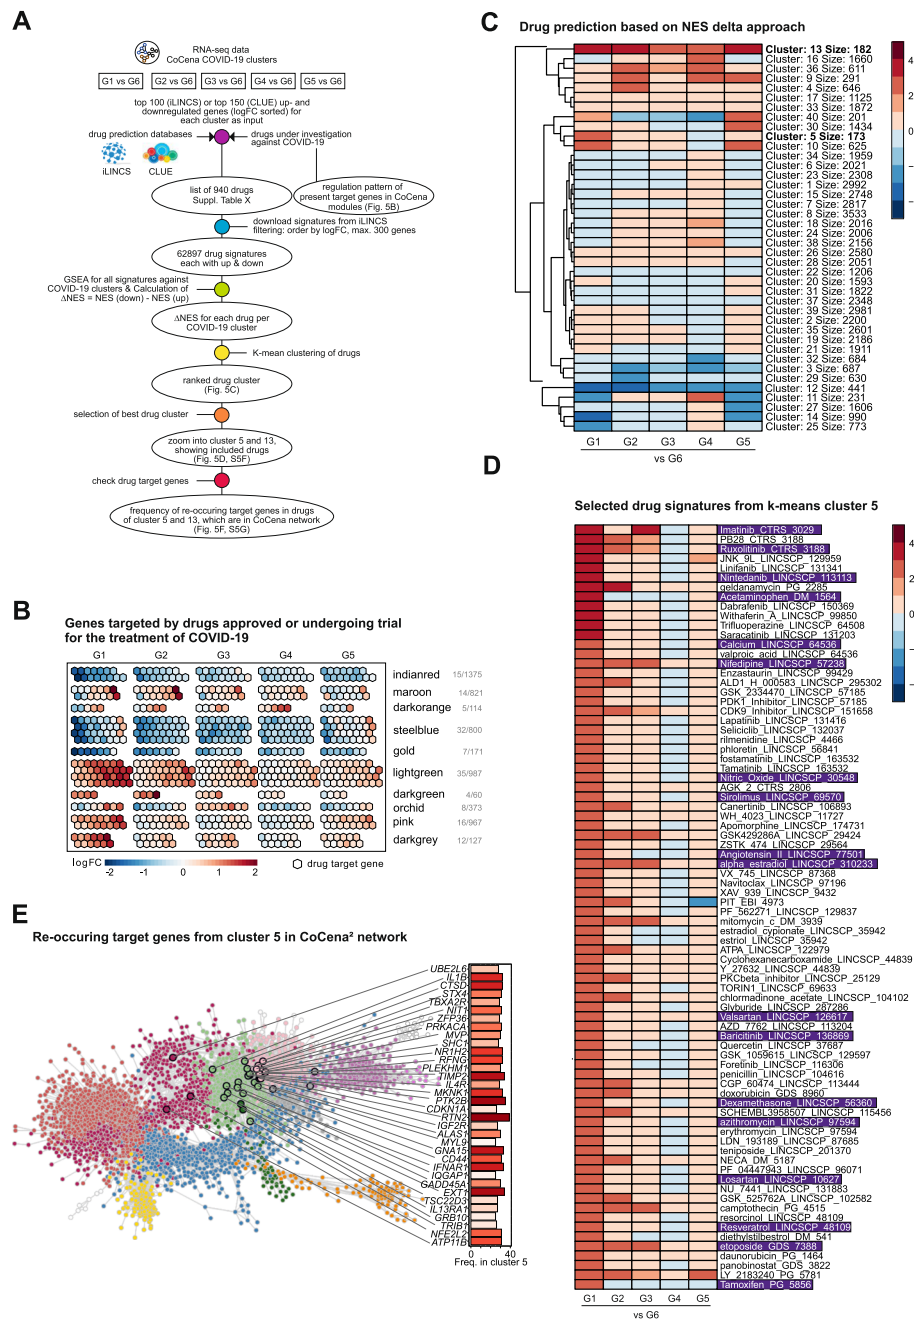 A
RNA-seq data
CoCena COVID-19 clusters
G1 vs G6
G2 vs G6
G3 vs G6
G4 vs G6
G5 vs G6
top 100 (iLINCS) or top 150 (CLUE) up- and
downregulated genes (logFC sorted) for
each cluster as input
drug prediction databases
drugs under investigation
against COVID-19
iLINCS
CLUE
list of 940 drugs
Suppl. Table X
regulation pattern of
present target genes in CoCena
modules (Fig. 5B)
download signatures from iLINCS
filtering: order by logFC, max. 300 genes
62897 drug signatures
each with up & down
GSEA for all signatures against
COVID-19 clusters & Calculation of
ΔNES = NES (down) - NES (up)
ΔNES for each drug per
COVID-19 cluster
K-mean clustering of drugs
ranked drug cluster
(Fig. 5C)
selection of best drug cluster
zoom into cluster 5 and 13,
showing included drugs
(Fig. 5D, S5F)
check drug target genes
frequency of re-occuring target genes in drugs
of cluster 5 and 13, which are in CoCena network
(Fig. 5F, S5G)
B
Genes targeted by drugs approved or undergoing trial
for the treatment of COVID-19
G1
G2
G3
G4
G5
indianred 15/1375
maroon 14/821
darkorange 5/114
steelblue 32/800
gold 7/171
lightgreen 35/987
darkgreen 4/60
orchid 8/373
pink 16/967
darkgrey 12/127
logFC
-2
-1
0
1
2
drug target gene
C
Drug prediction based on NES delta approach
Cluster: 13 Size: 182
Cluster: 16 Size: 1660
Cluster: 36 Size: 611
Cluster: 9 Size: 291
Cluster: 4 Size: 646
Cluster: 17 Size: 1125
Cluster: 33 Size: 1872
Cluster: 40 Size: 201
Cluster: 30 Size: 1434
Cluster: 5 Size: 173
Cluster: 10 Size: 625
Cluster: 34 Size: 1959
Cluster: 6 Size: 2021
Cluster: 23 Size: 2308
Cluster: 1 Size: 2992
Cluster: 15 Size: 2748
Cluster: 7 Size: 2817
Cluster: 8 Size: 3533
Cluster: 18 Size: 2016
Cluster: 24 Size: 2006
Cluster: 38 Size: 2156
Cluster: 26 Size: 2580
Cluster: 28 Size: 2051
Cluster: 22 Size: 1206
Cluster: 20 Size: 1593
Cluster: 31 Size: 1822
Cluster: 37 Size: 2348
Cluster: 39 Size: 2981
Cluster: 2 Size: 2200
Cluster: 35 Size: 2601
Cluster: 19 Size: 2186
Cluster: 21 Size: 1911
Cluster: 32 Size: 684
Cluster: 3 Size: 687
Cluster: 29 Size: 630
Cluster: 12 Size: 441
Cluster: 11 Size: 231
Cluster: 27 Size: 1606
Cluster: 14 Size: 990
Cluster: 25 Size: 773
4
2
0
−2
−4
G1
G2
G3
G4
G5
vs G6
D
Selected drug signatures from k-means cluster 5
Imatinib_CTRS_3029
PB28_CTRS_3188
Ruxolitinib_CTRS_3188
JNK_9L_LINCSCP_129959
Linifanib_LINCSCP_131341
Nintedanib_LINCSCP_113113
geldanamycin_PG_2285
Acetaminophen_DM_1564
Dabrafenib_LINCSCP_150369
Withaferin_A_LINCSCP_99850
Trifluoperazine_LINCSCP_64508
Saracatinib_LINCSCP_131203
Calcium_LINCSCP_64536
valproic_acid_LINCSCP_64536
Nifedipine_LINCSCP_57238
Enzastaurin_LINCSCP_99429
ALD1_H_000583_LINCSCP_295302
GSK_2334470_LINCSCP_57185
PDK1_Inhibitor_LINCSCP_57185
CDK9_Inhibitor_LINCSCP_151658
Lapatinib_LINCSCP_131416
Seliciclib_LINCSCP_132037
rilmenidine_LINCSCP_4466
phloretin_LINCSCP_56841
fostamatinib_LINCSCP_163532
Tamatinib_LINCSCP_163532
Nitric_Oxide_LINCSCP_30548
AGK_2_CTRS_2806
Sirolimus_LINCSCP_69570
Canertinib_LINCSCP_106893
WH_4023_LINCSCP_11727
Apomorphine_LINCSCP_174731
GSK429286A_LINCSCP_29424
ZSTK_474_LINCSCP_29564
Angiotensin_II_LINCSCP_77501
alpha_estradiol_LINCSCP_310233
VX_745_LINCSCP_87368
Navitoclax_LINCSCP_97196
XAV_939_LINCSCP_9432
PIT_EBI_4973
PF_562271_LINCSCP_129837
mitomycin_c_DM_3939
estradiol_cypionate_LINCSCP_35942
estriol_LINCSCP_35942
ATPA_LINCSCP_122979
Cyclohexanecarboxamide_LINCSCP_44839
Y_27632_LINCSCP_44839
PKCbeta_inhibitor_LINCSCP_25129
TORIN1_LINCSCP_69633
chlormadinone_acetate_LINCSCP_104102
Glyburide_LINCSCP_287286
Valsartan_LINCSCP_126617
AZD_7762_LINCSCP_113204
Baricitinib_LINCSCP_136869
Quercetin_LINCSCP_37687
GSK_1059615_LINCSCP_129597
Foretinib_LINCSCP_116306
penicillin_LINCSCP_104616
CGP_60474_LINCSCP_113444
doxorubicin_GDS_8960
Dexamethasone_LINCSCP_56360
SCHEMBL3958507_LINCSCP_115456
azithromycin_LINCSCP_97594
erythromycin_LINCSCP_97594
LDN_193189_LINCSCP_87685
teniposide_LINCSCP_201370
NECA_DM_5187
PF_04447943_LINCSCP_96071
Losartan_LINCSCP_10627
NU_7441_LINCSCP_131883
GSK_525762A_LINCSCP_102582
camptothecin_PG_4515
resorcinol_LINCSCP_48109
Resveratrol_LINCSCP_48109
diethylstilbestrol_DM_541
etoposide_GDS_7388
daunorubicin_PG_1464
panobinostat_GDS_3822
LY_2183240_PG_5781
Tamoxifen_PG_5856
4
2
0
−2
−4
G1
G2
G3
G4
G5
vs G6
E
Re-occuring target genes from cluster 5 in CoCena² network
UBE2L6
IL1B
CTSD
STX4
TBXA2R
NIT1
ZFP36
PRKACA
MVP
SHC1
NR1H2
RFNG
PLEKHM1
TIMP2
IL4R
MKNK1
PTK2B
CDKN1A
RTN2
IGF2R
ALAS1
MYL9
GNA15
CD44
IFNAR1
IQGAP1
GADD45A
EXT1
TSC22D3
IL13RA1
GRB10
TRIB1
NFE2L2
ATP11B
0
40
Freq. in cluster 5